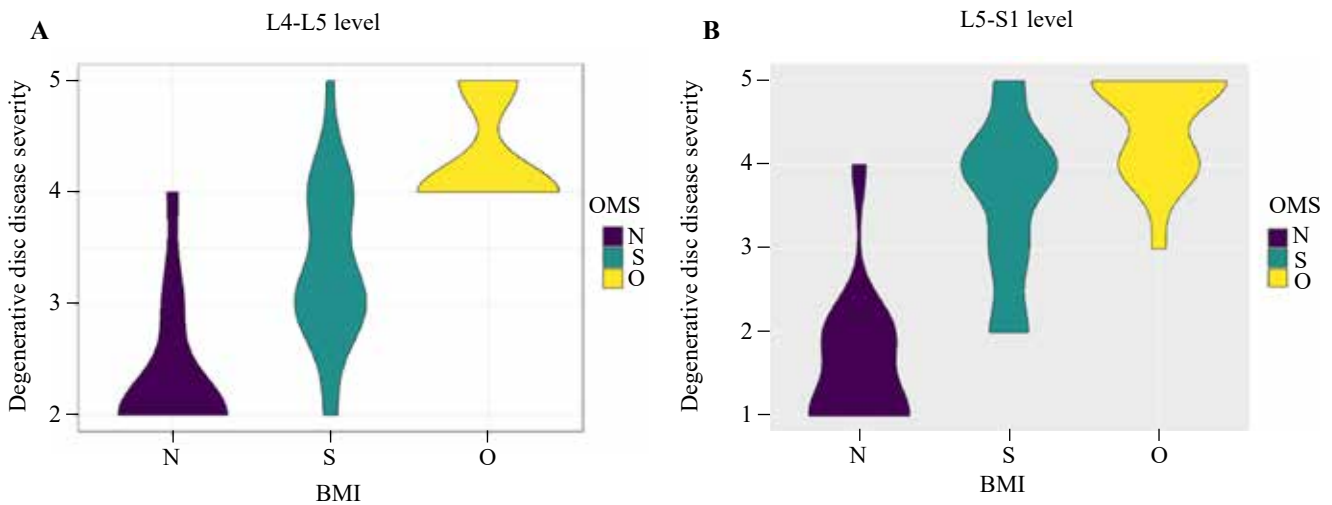 A
L4-L5 level
Degenerative disc disease severity
5
4
3
2
N
S
O
BMI
OMS
N
S
O
B
L5-S1 level
Degenerative disc disease severity
5
4
3
2
1
N
S
O
BMI
OMS
N
S
O